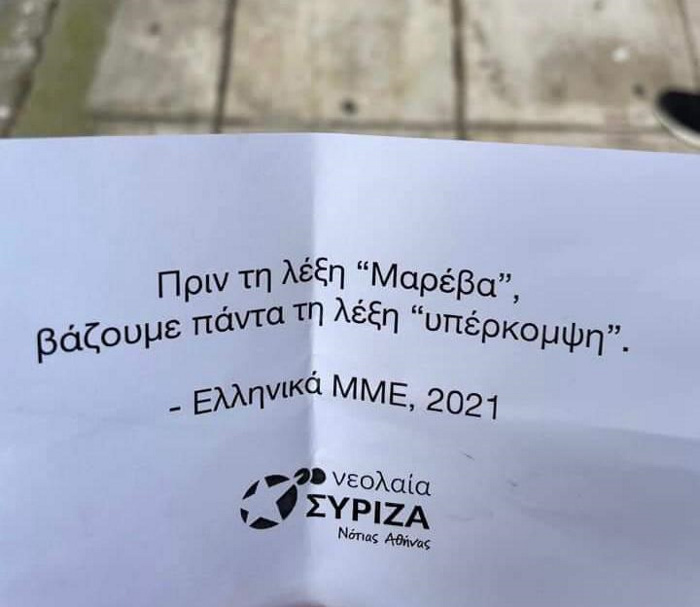 Πριν τη λέξη “Μαρέβα”,
βάζουμε πάντα τη λέξη “υπέρκομψη”.
- Ελληνικά ΜΜΕ, 2021
νεολαία
ΣΥΡΙΖΑ
Νότιας Αθήνας